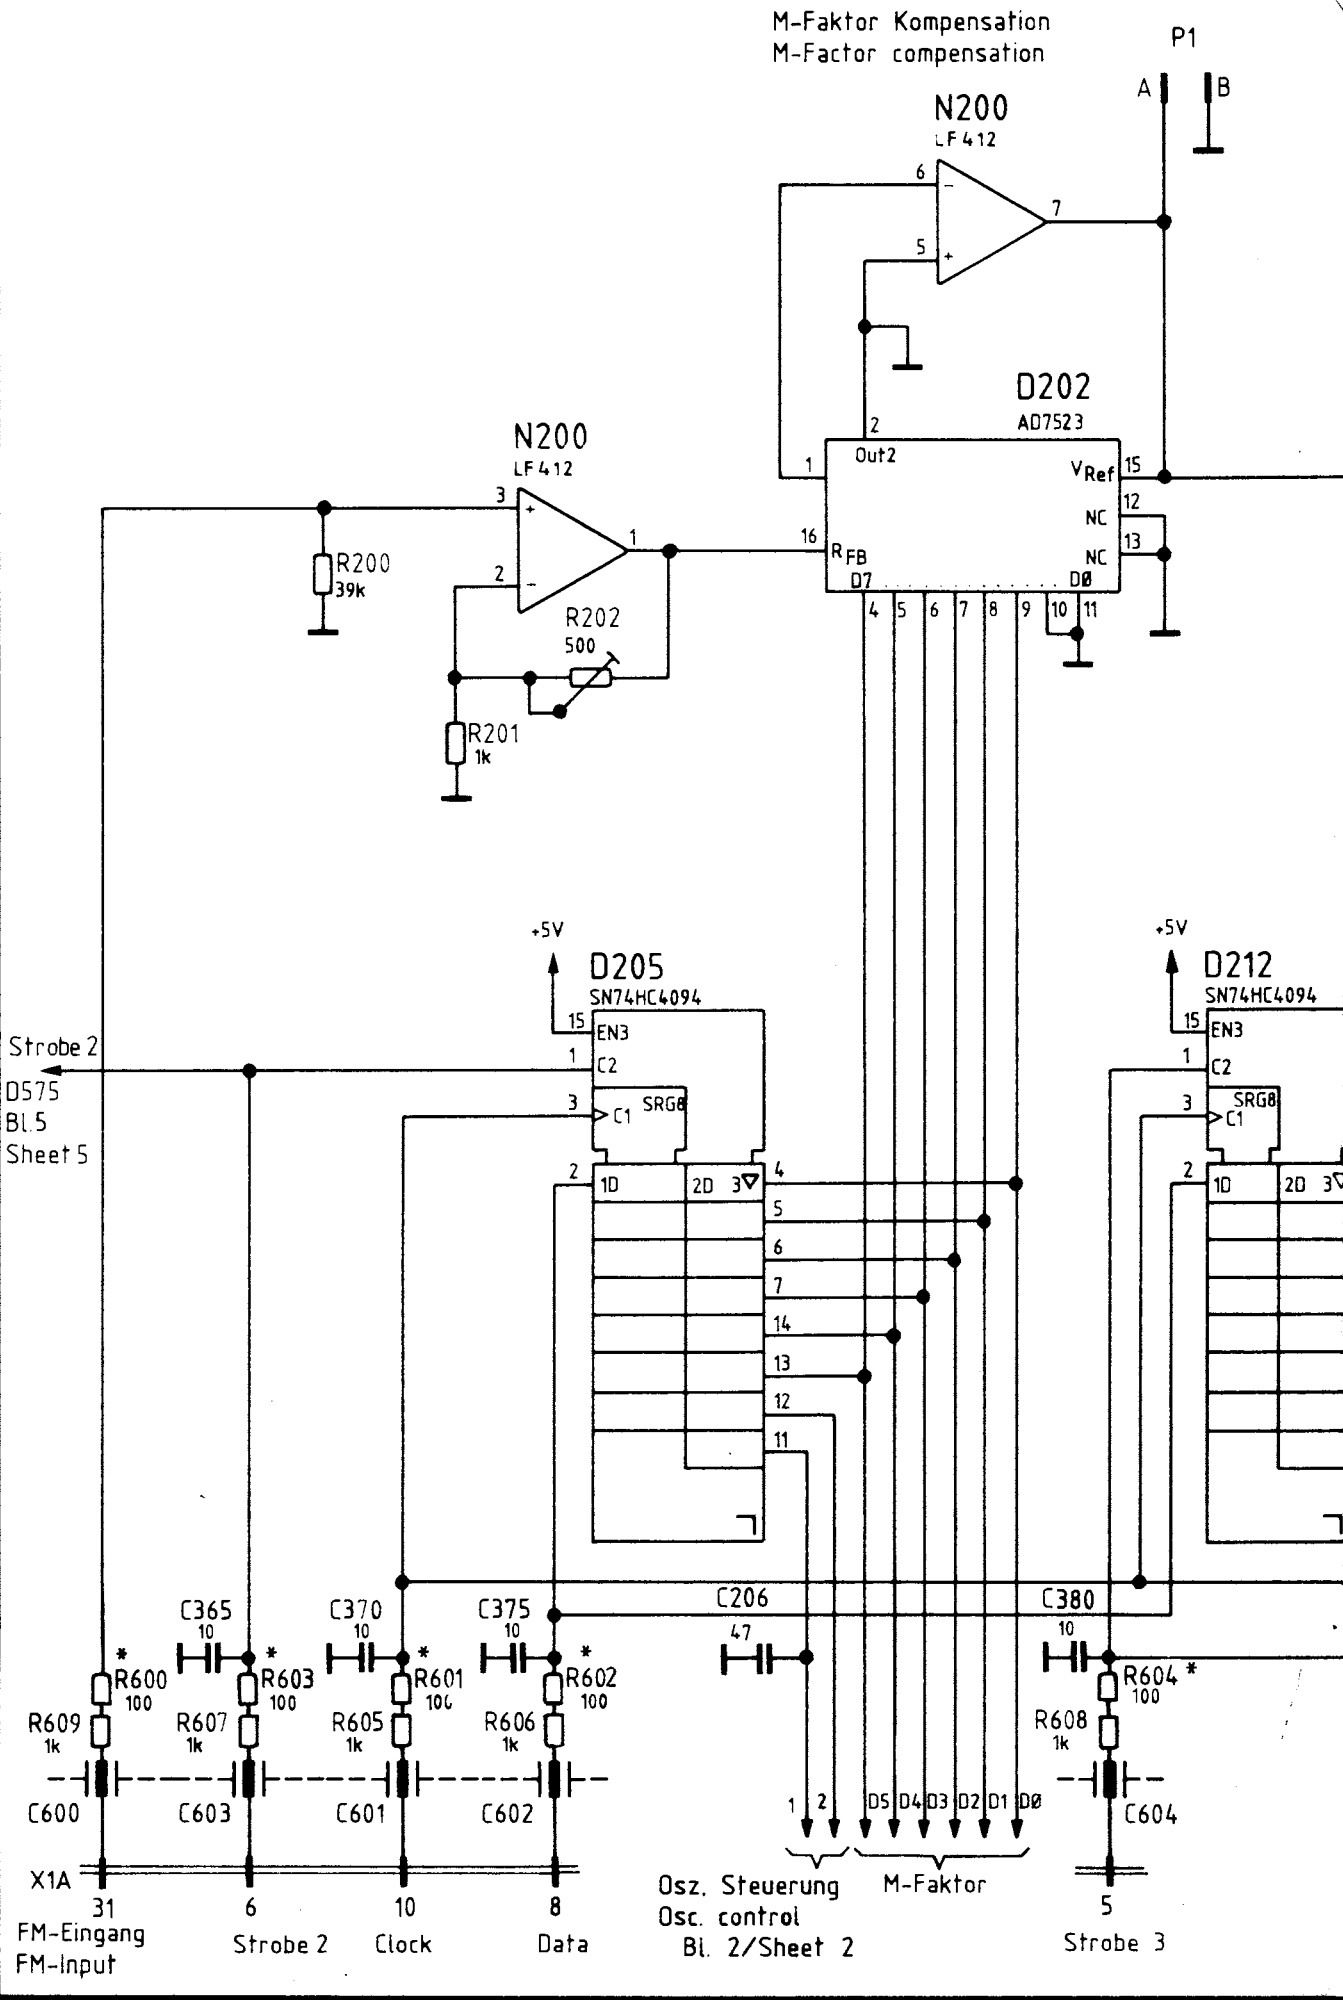 M-Faktor Kompensation
M-Factor compensation
P1
A
B
N200
LF412
6
-
7
5
+
D202
AD7523
2
Out2
1
VRef
15
NC
12
NC
13
16
RFB
D7
D0
4
5
6
7
8
9
10
11
N200
LF412
3
+
1
2
-
R200
39k
R202
500
R201
1k
+5V
D205
SN74HC4094
15
EN3
1
C2
3
C1
SRG8
2
1D
2D
3▽
4
5
6
7
14
13
12
11
Strobe 2
D575
Bl.5
Sheet 5
+5V
D212
SN74HC4094
15
EN3
1
C2
3
C1
SRG8
2
1D
2D
3▽
C365
10
C370
10
C375
10
C206
47
C380
10
*
R600
100
*
R603
100
*
R601
100
*
R602
100
R604 *
100
R609
1k
R607
1k
R605
1k
R606
1k
R608
1k
C600
C603
C601
C602
C604
1
2
D5
D4
D3
D2
D1
D0
X1A
31
6
10
8
5
FM-Eingang
FM-Input
Strobe 2
Clock
Data
Osz. Steuerung
Osc. control
Bl. 2/Sheet 2
M-Faktor
Strobe 3